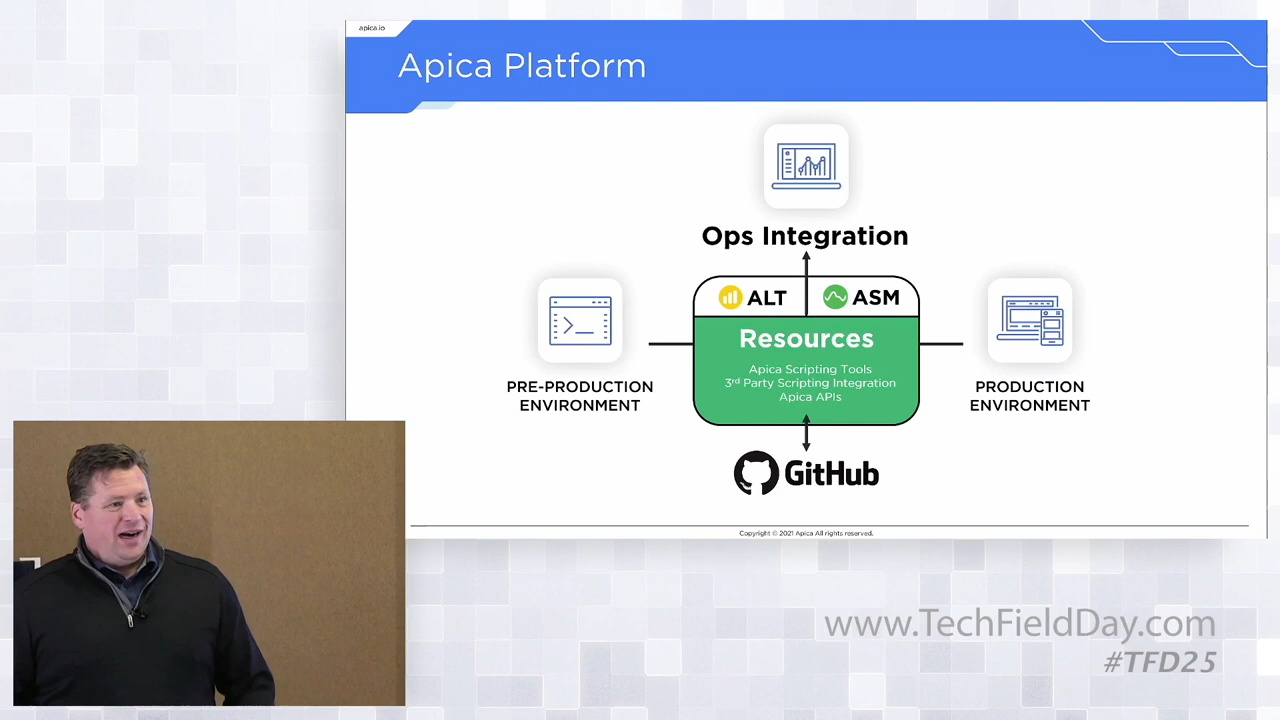 apica.io
Apica Platform
Ops Integration
ALT
ASM
Resources
Apica Scripting Tools
3rd Party Scripting Integration
Apica APIs
PRE-PRODUCTION
ENVIRONMENT
PRODUCTION
ENVIRONMENT
GitHub
Copyright © 2021 Apica All rights reserved.
www.TechFieldDay.com
#TFD25